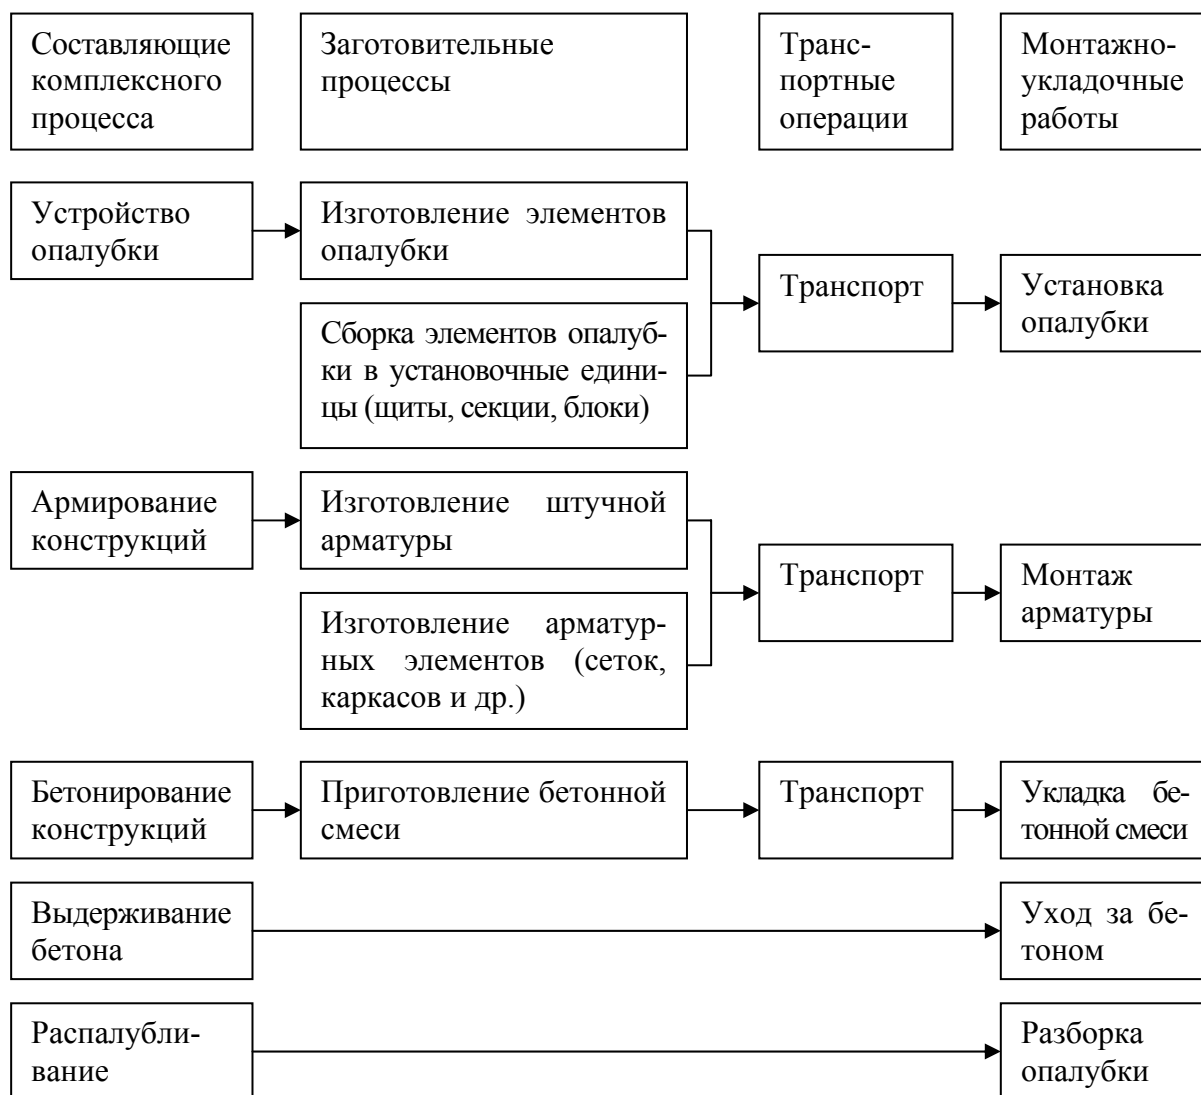 Составляющие
комплексного
процесса
Заготовительные
процессы
Транс-
портные
операции
Монтажно-
укладочные
работы
Устройство
опалубки
Изготовление элементов
опалубки
Сборка элементов опалуб-
ки в установочные едини-
цы (щиты, секции, блоки)
Транспорт
Установка
опалубки
Армирование
конструкций
Изготовление штучной
арматуры
Изготовление арматур-
ных элементов (сеток,
каркасов и др.)
Транспорт
Монтаж
арматуры
Бетонирование
конструкций
Приготовление бетонной
смеси
Транспорт
Укладка бе-
тонной смеси
Выдерживание
бетона
Уход за бе-
тоном
Распалубли-
вание
Разборка
опалубки